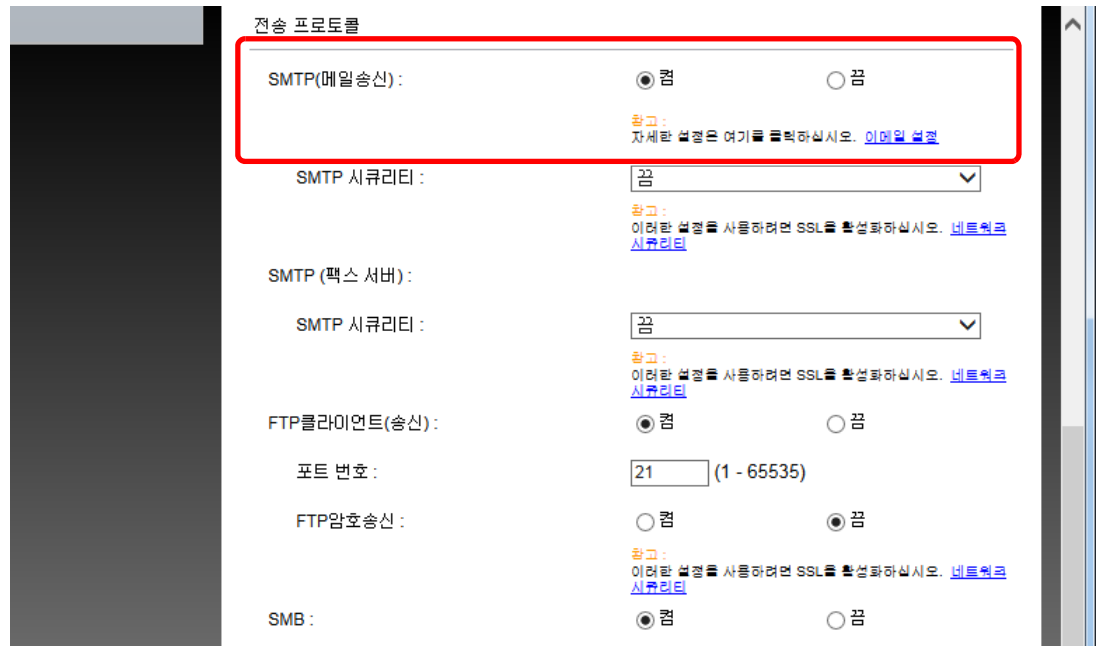 전송 프로토콜
SMTP(메일송신) : 켬 끔
참고 :
자세한 설정은 여기를 클릭하십시오. 이메일 설정
SMTP 시큐리티 : 끔
참고 :
이러한 설정을 사용하려면 SSL을 활성화하십시오. 네트워크
시큐리티
SMTP (팩스 서버) :
SMTP 시큐리티 : 끔
참고 :
이러한 설정을 사용하려면 SSL을 활성화하십시오. 네트워크
시큐리티
FTP클라이언트(송신) : 켬 끔
포트 번호 : 21 (1 - 65535)
FTP암호송신 : 켬 끔
참고 :
이러한 설정을 사용하려면 SSL을 활성화하십시오. 네트워크
시큐리티
SMB : 켬 끔